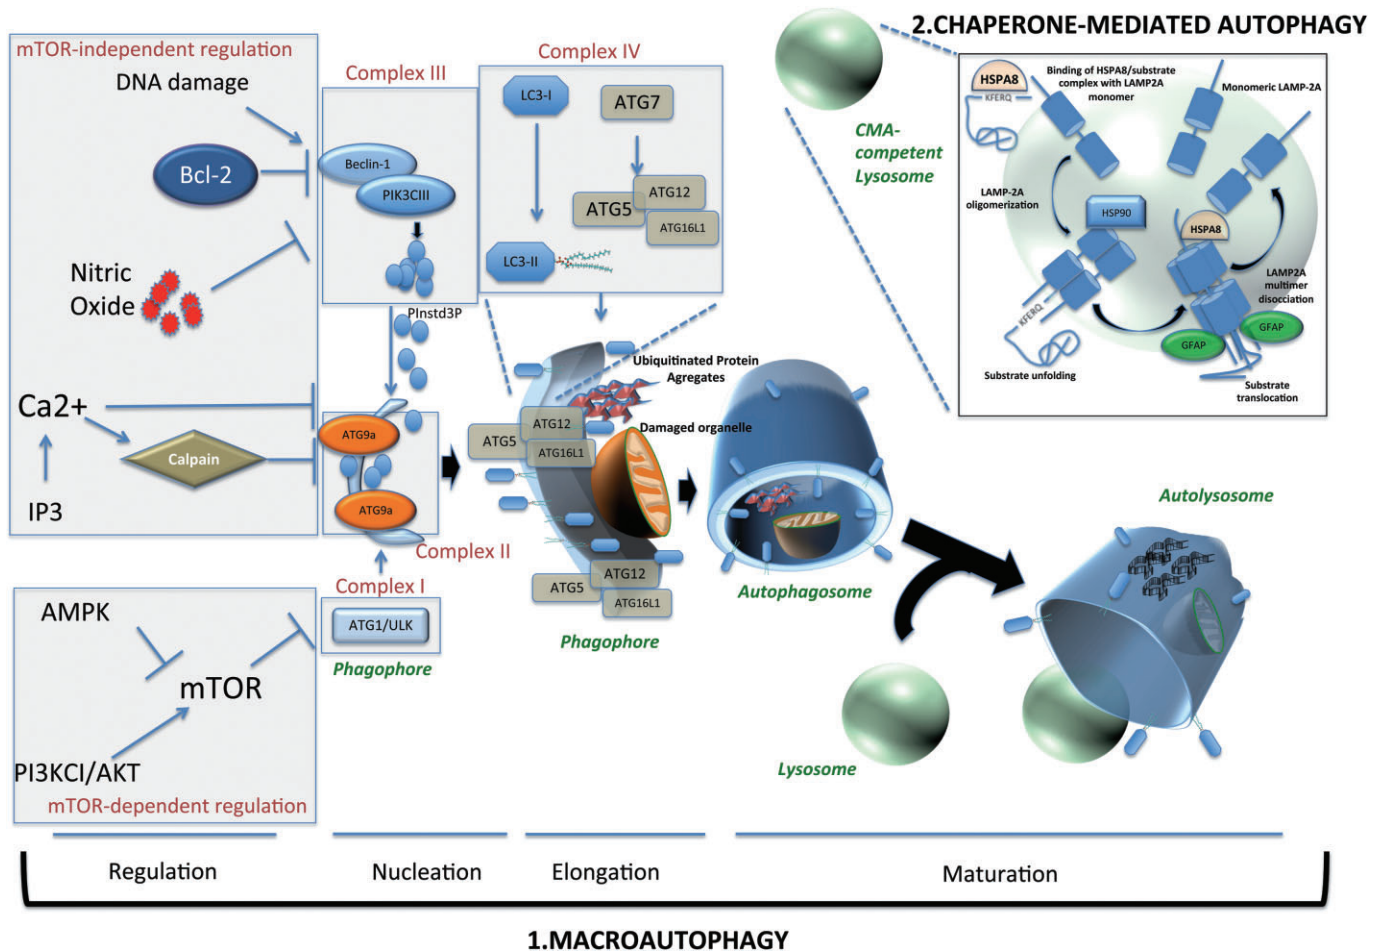 2.CHAPERONE-MEDIATED AUTOPHAGY
mTOR-independent regulation
DNA damage
Bcl-2
Nitric
Oxide
Ca2+
Calpain
IP3
Complex III
Beclin-1
PIK3CIII
PInstd3P
ATG9a
ATG9a
Complex II
Complex I
ATG1/ULK
Phagophore
AMPK
mTOR
PI3KCI/AKT
mTOR-dependent regulation
Complex IV
LC3-I
ATG7
ATG12
ATG5
ATG16L1
LC3-II
Ubiquitinated Protein
Agregates
Damaged organelle
ATG12
ATG5
ATG16L1
ATG12
ATG5
ATG16L1
Phagophore
Autophagosome
Lysosome
Autolysosome
CMA-
competent
Lysosome
HSPA8
KFERQ
Binding of HSPA8/substrate
complex with LAMP2A
monomer
Monomeric LAMP-2A
LAMP-2A
oligomerization
HSP90
HSPA8
KFERQ
LAMP2A
multimer
disocciation
GFAP
GFAP
Substrate unfolding
Substrate
translocation
Regulation
Nucleation
Elongation
Maturation
1.MACROAUTOPHAGY